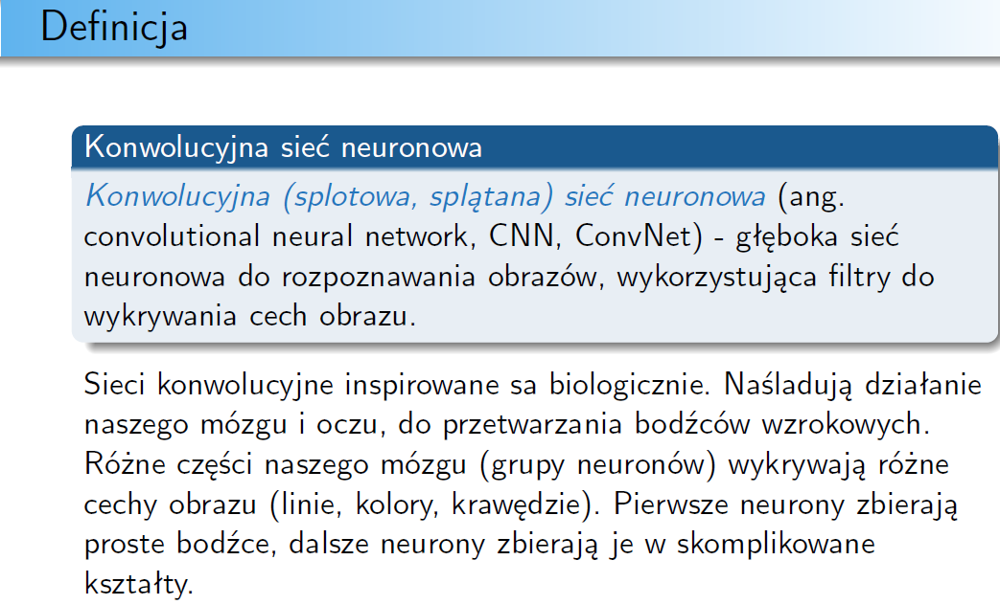 Definicja
Konwolucyjna sieć neuronowa
Konwolucyjna (splotowa, splątana) sieć neuronowa (ang.
convolutional neural network, CNN, ConvNet) - głęboka sieć
neuronowa do rozpoznawania obrazów, wykorzystująca filtry do
wykrywania cech obrazu.
Sieci konwolucyjne inspirowane sa biologicznie. Naśladują działanie
naszego mózgu i oczu, do przetwarzania bodźców wzrokowych.
Różne części naszego mózgu (grupy neuronów) wykrywają różne
cechy obrazu (linie, kolory, krawędzie). Pierwsze neurony zbierają
proste bodźce, dalsze neurony zbierają je w skomplikowane
kształty.